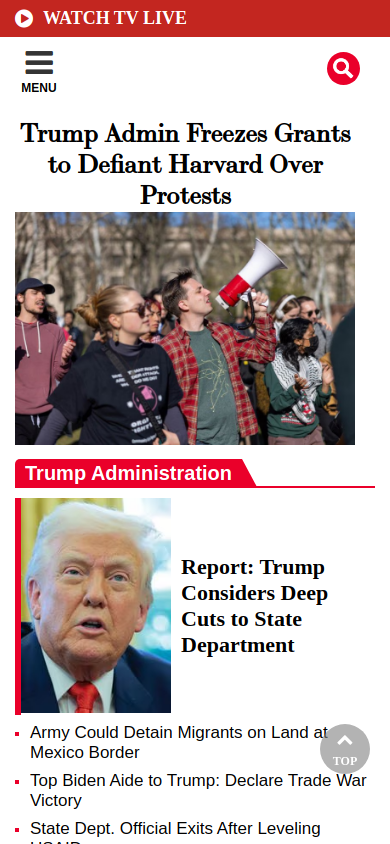 WATCH TV LIVE
MENU
Trump Admin Freezes Grants
to Defiant Harvard Over
Protests
Trump Administration
Report: Trump
Considers Deep
Cuts to State
Department
Army Could Detain Migrants on Land at
Mexico Border
TOP
Top Biden Aide to Trump: Declare Trade War
Victory
State Dept. Official Exits After Leveling
USAID